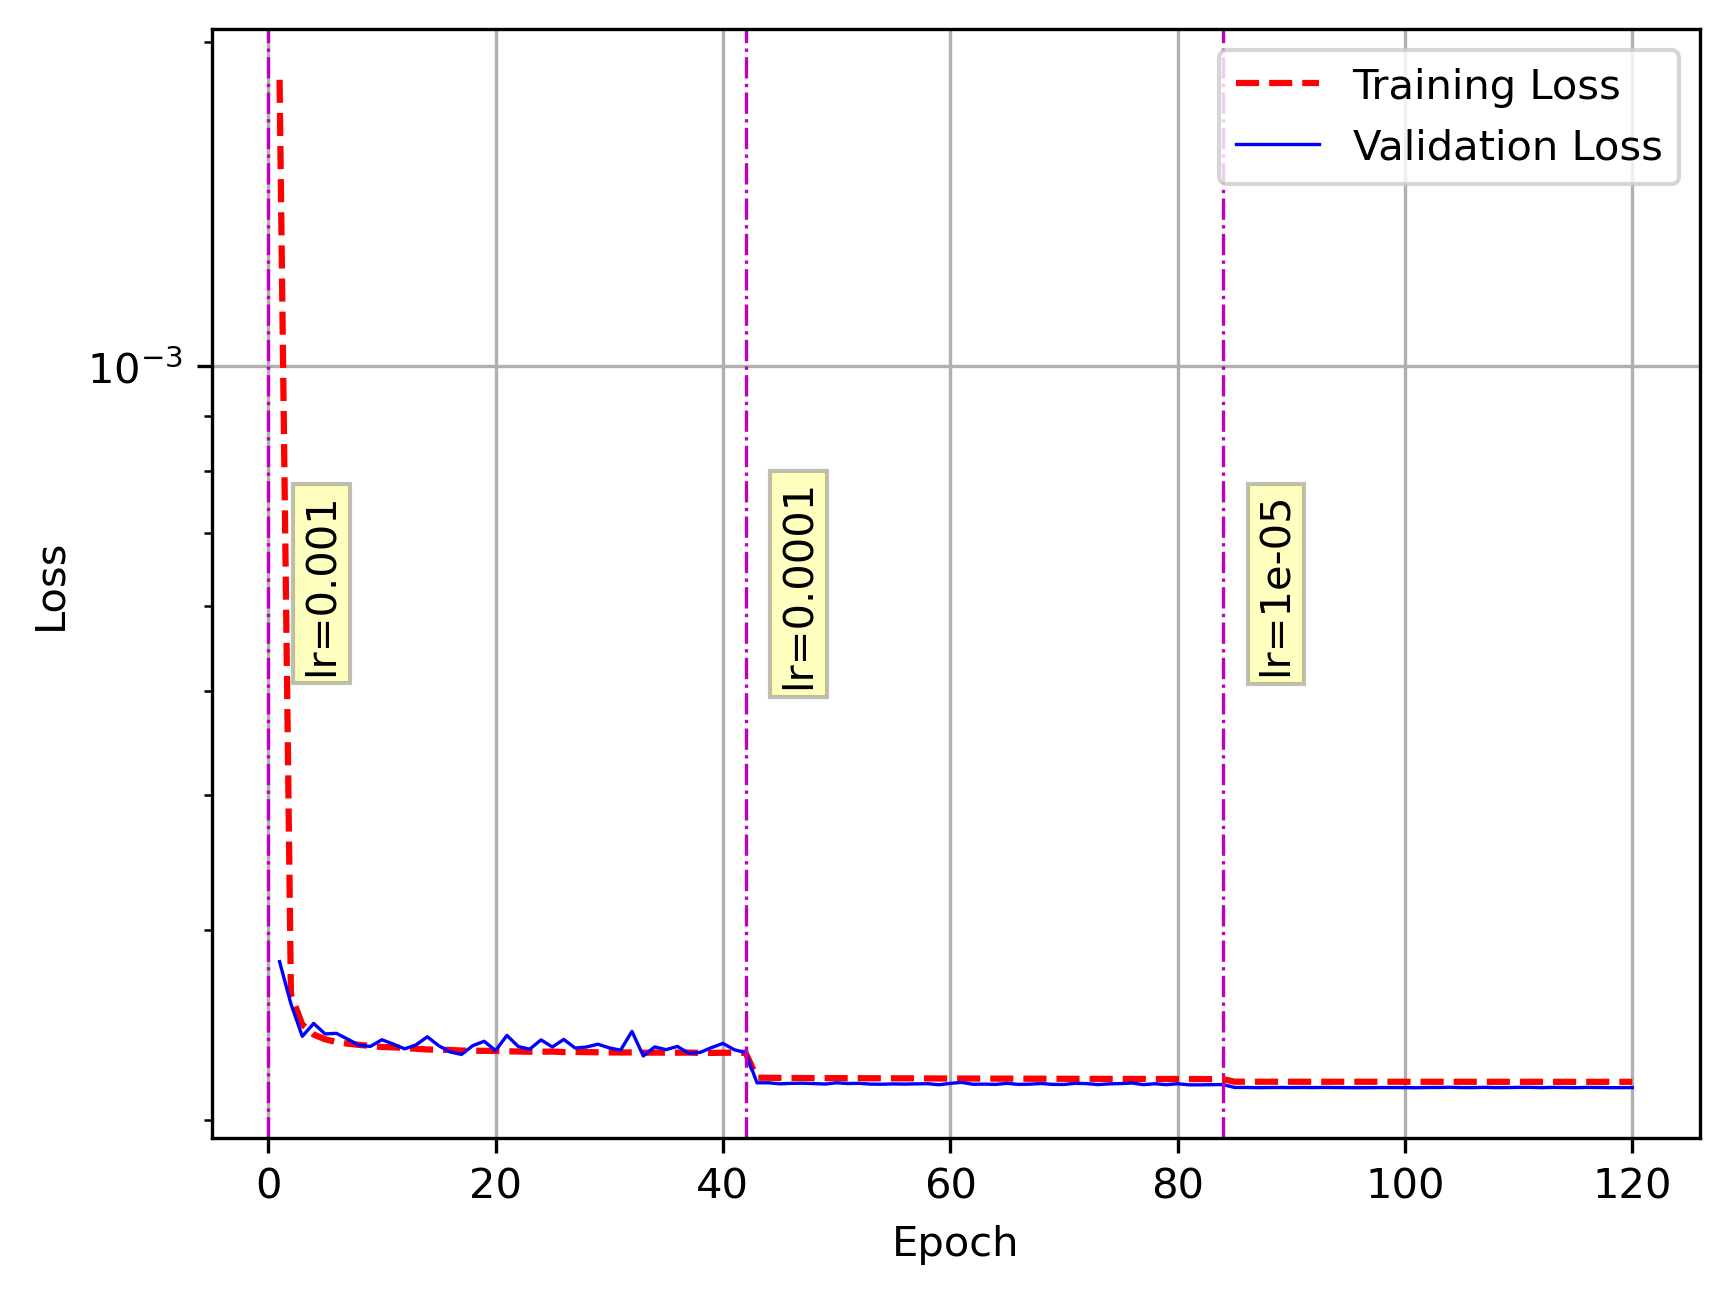 Training Loss
Validation Loss
10⁻³
Loss
lr=0.001
lr=0.0001
lr=1e-05
0 20 40 60 80 100 120
Epoch